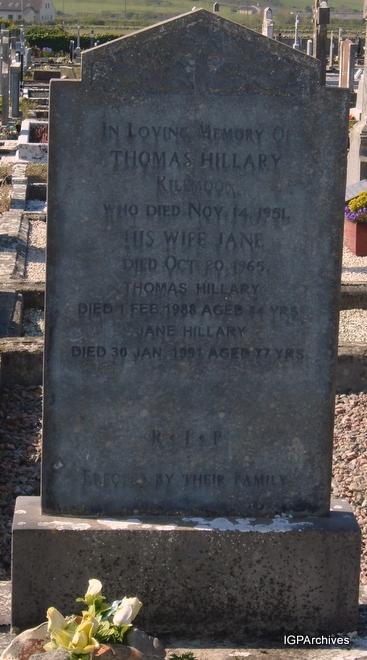 In Loving Memory Of
THOMAS HILLARY
KILLMOON
WHO DIED NOV. 14. 1951.
HIS WIFE JANE
DIED OCT. 20. 1965
THOMAS HILLARY
DIED 1 FEB. 1988 AGED 84 YRS
JANE HILLARY
DIED 30 JAN. 1991 AGED 77 YRS.
R • I • P
ERECTED BY THEIR FAMILY
IGPArchives